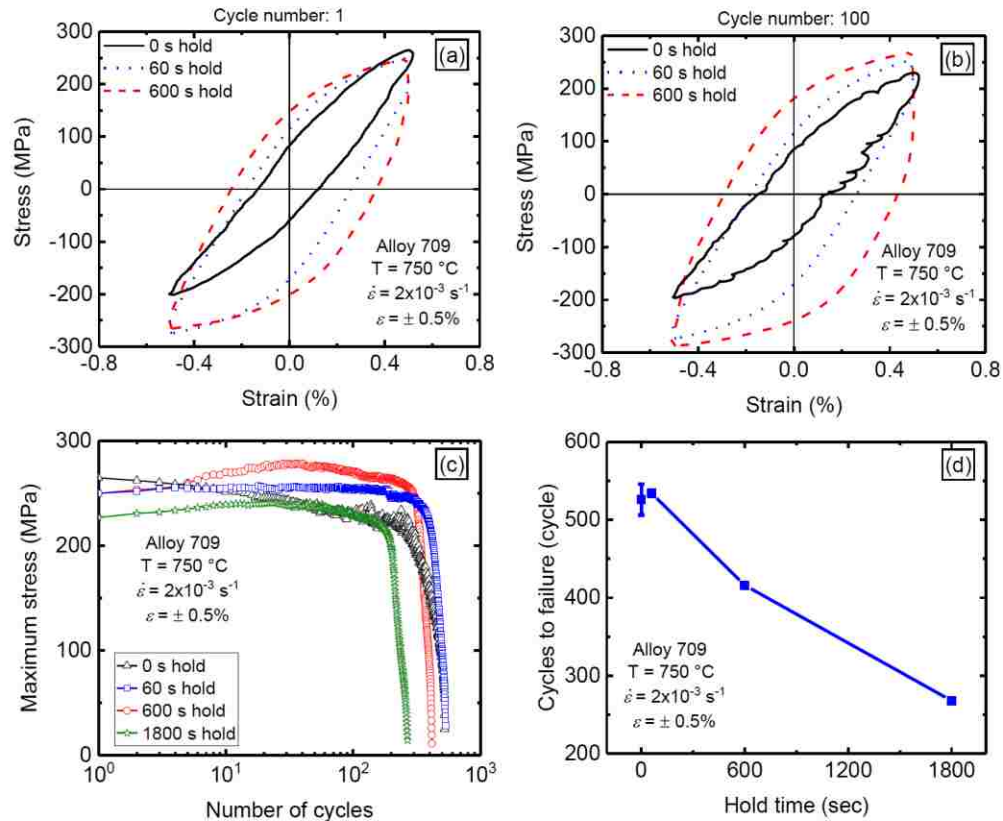 Cycle number: 1
300
200
100
0
-100
-200
-300
-0.8
-0.4
0.0
0.4
0.8
Stress (MPa)
Strain (%)
0 s hold
60 s hold
600 s hold
(a)
Alloy 709
T = 750 °C
ε̇ = 2x10⁻³ s⁻¹
ε = ± 0.5%
Cycle number: 100
300
200
100
0
-100
-200
-300
-0.8
-0.4
0.0
0.4
0.8
Stress (MPa)
Strain (%)
0 s hold
60 s hold
600 s hold
(b)
Alloy 709
T = 750 °C
ε̇ = 2x10⁻³ s⁻¹
ε = ± 0.5%
300
250
200
100
0
10⁰
10¹
10²
10³
Maximum stress (MPa)
Number of cycles
(c)
Alloy 709
T = 750 °C
ε̇ = 2x10⁻³ s⁻¹
ε = ± 0.5%
0 s hold
60 s hold
600 s hold
1800 s hold
600
500
400
300
200
0
600
1200
1800
Cycles to failure (cycle)
Hold time (sec)
(d)
Alloy 709
T = 750 °C
ε̇ = 2x10⁻³ s⁻¹
ε = ± 0.5%